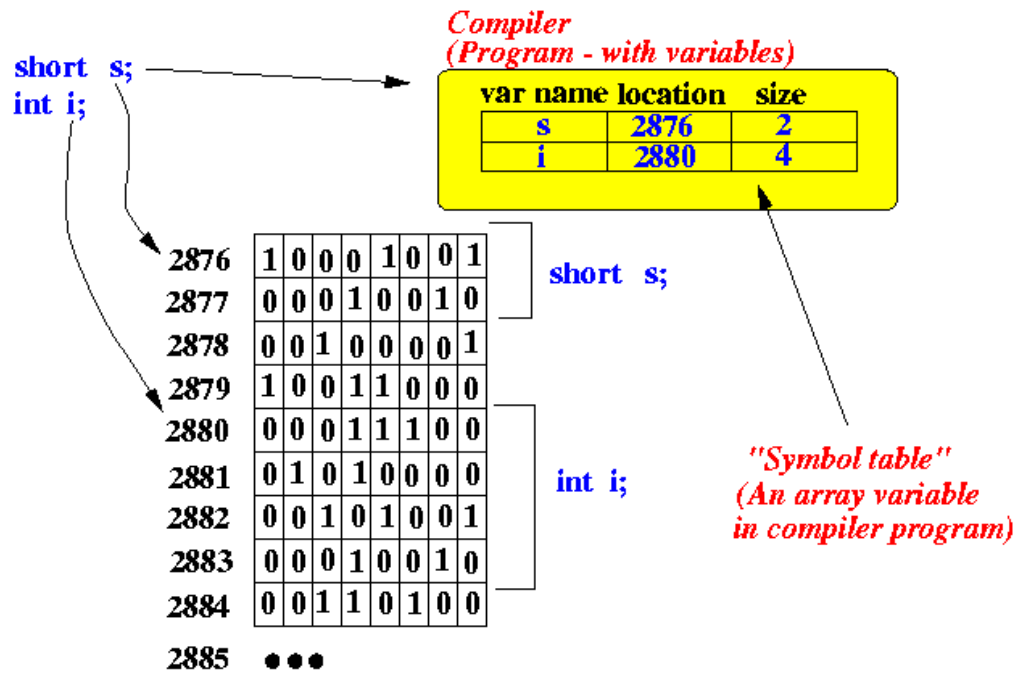 Compiler
(Program - with variables)
short s;
int i;
var name location size
s 2876 2
i 2880 4
2876 1 0 0 0 1 0 0 1
short s;
2877 0 0 0 1 0 0 1 0
2878 0 0 1 0 0 0 0 1
2879 1 0 0 1 1 0 0 0
2880 0 0 0 1 1 1 0 0
2881 0 1 0 1 0 0 0 0
int i;
2882 0 0 1 0 1 0 0 1
2883 0 0 0 1 0 0 1 0
2884 0 0 1 1 0 1 0 0
2885 •••
"Symbol table"
(An array variable
in compiler program)